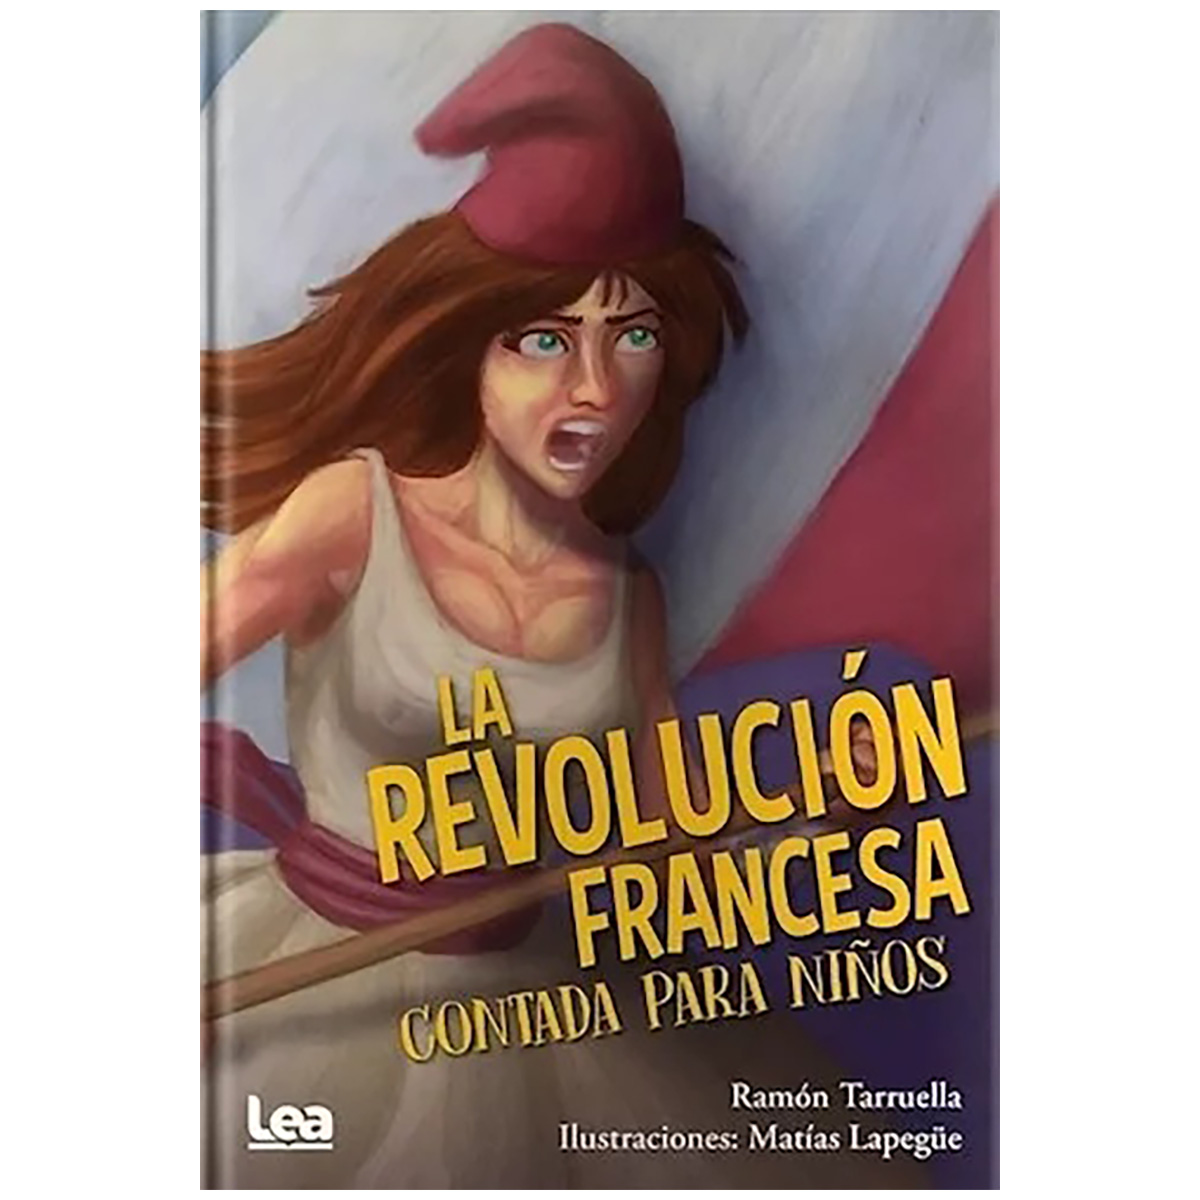 LA
REVOLUCIÓN
FRANCESA
CONTADA PARA NIÑOS
Ramón Tarruella
Ilustraciones: Matías Lapegüe
Lea